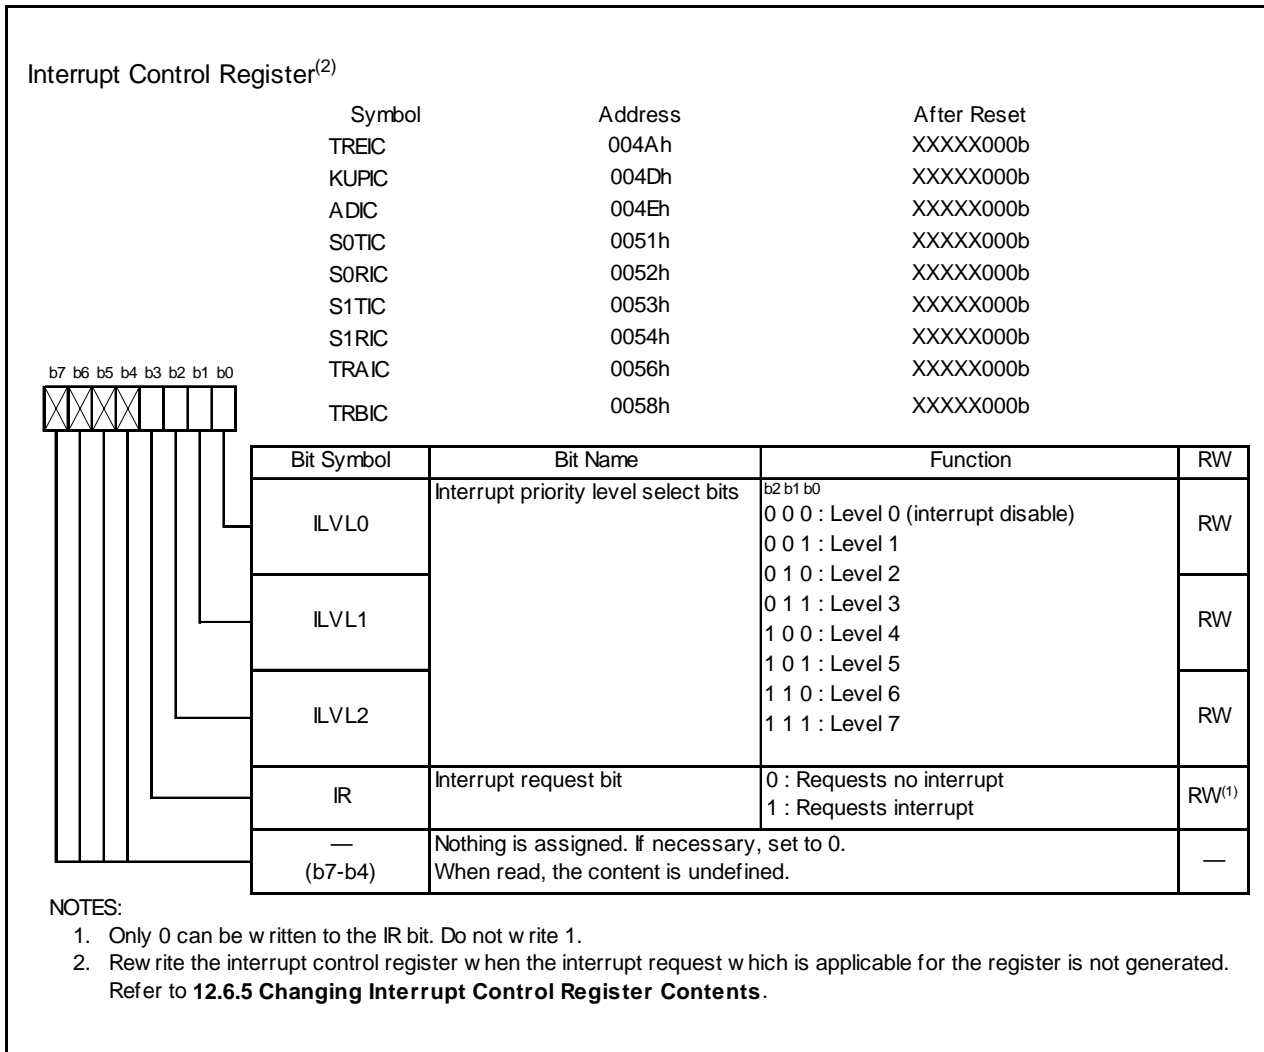 Interrupt Control Register(2)
Symbol Address After Reset
TREIC 004Ah XXXXX000b
KUPIC 004Dh XXXXX000b
ADIC 004Eh XXXXX000b
S0TIC 0051h XXXXX000b
S0RIC 0052h XXXXX000b
S1TIC 0053h XXXXX000b
S1RIC 0054h XXXXX000b
TRAIC 0056h XXXXX000b
TRBIC 0058h XXXXX000b
b7 b6 b5 b4 b3 b2 b1 b0
Bit Symbol Bit Name Function RW
ILVL0 Interrupt priority level select bits b2 b1 b0
0 0 0 : Level 0 (interrupt disable) RW
0 0 1 : Level 1
0 1 0 : Level 2
ILVL1 0 1 1 : Level 3 RW
1 0 0 : Level 4
1 0 1 : Level 5
ILVL2 1 1 0 : Level 6 RW
1 1 1 : Level 7
IR Interrupt request bit 0 : Requests no interrupt RW(1)
1 : Requests interrupt
— Nothing is assigned. If necessary, set to 0. —
(b7-b4) When read, the content is undefined.
NOTES:
1. Only 0 can be written to the IR bit. Do not write 1.
2. Rewrite the interrupt control register when the interrupt request which is applicable for the register is not generated.
Refer to 12.6.5 Changing Interrupt Control Register Contents.